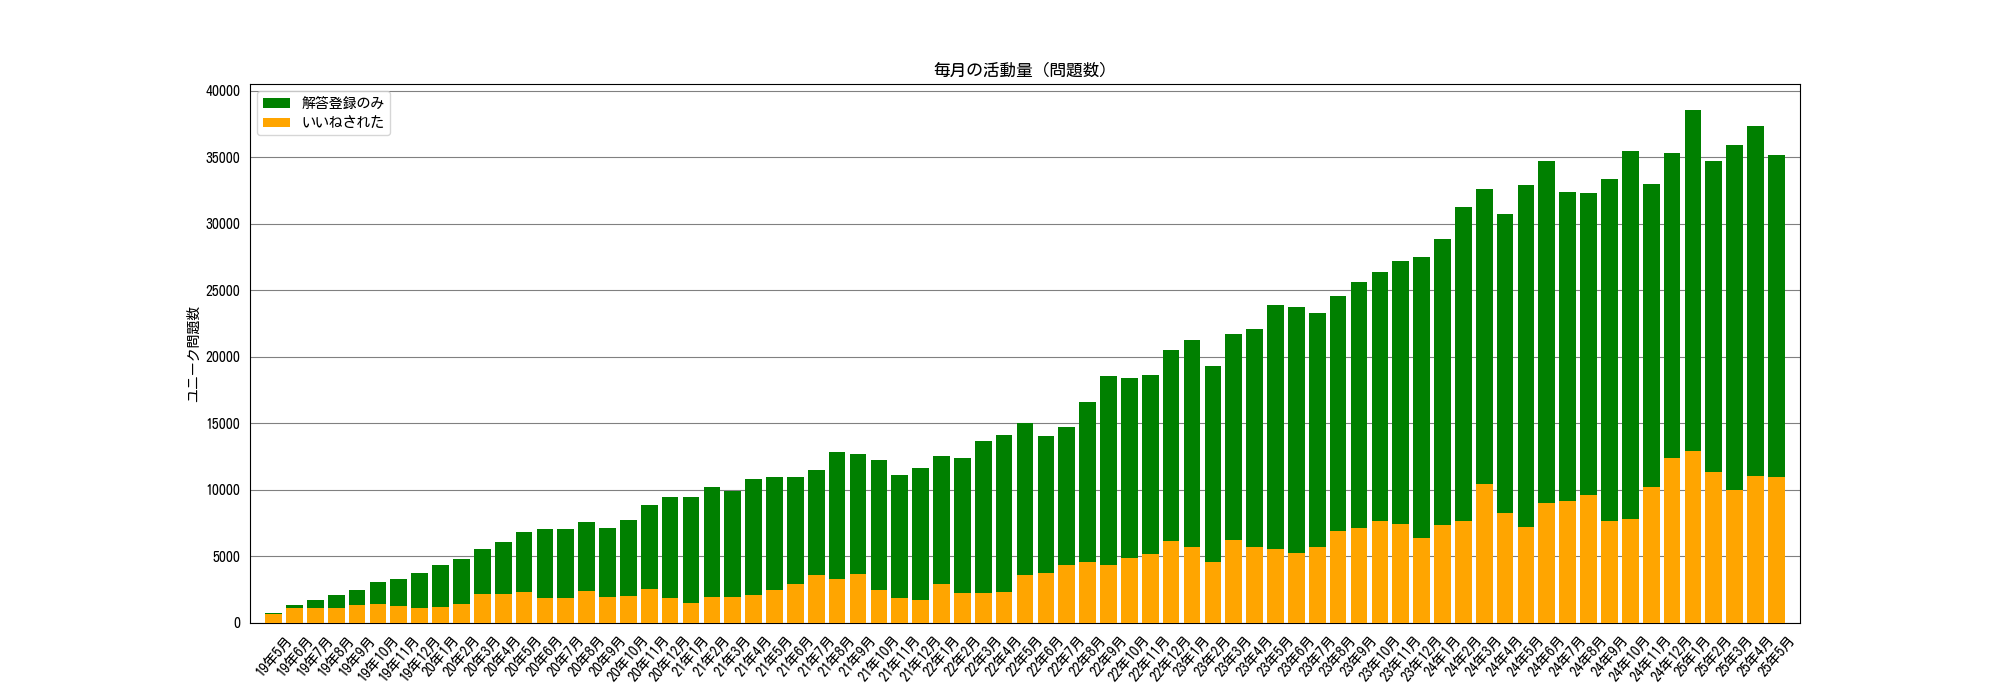 毎月の活動量（問題数）
解答登録のみ
いいねされた
ユニーク問題数
40000
35000
30000
25000
20000
15000
10000
5000
0
19年5月
19年6月
19年7月
19年8月
19年9月
19年10月
19年11月
19年12月
20年1月
20年2月
20年3月
20年4月
20年5月
20年6月
20年7月
20年8月
20年9月
20年10月
20年11月
20年12月
21年1月
21年2月
21年3月
21年4月
21年5月
21年6月
21年7月
21年8月
21年9月
21年10月
21年11月
21年12月
22年1月
22年2月
22年3月
22年4月
22年5月
22年6月
22年7月
22年8月
22年9月
22年10月
22年11月
22年12月
23年1月
23年2月
23年3月
23年4月
23年5月
23年6月
23年7月
23年8月
23年9月
23年10月
23年11月
23年12月
24年1月
24年2月
24年3月
24年4月
24年5月
24年6月
24年7月
24年8月
24年9月
24年10月
24年11月
24年12月
25年1月
25年2月
25年3月
25年4月
25年5月